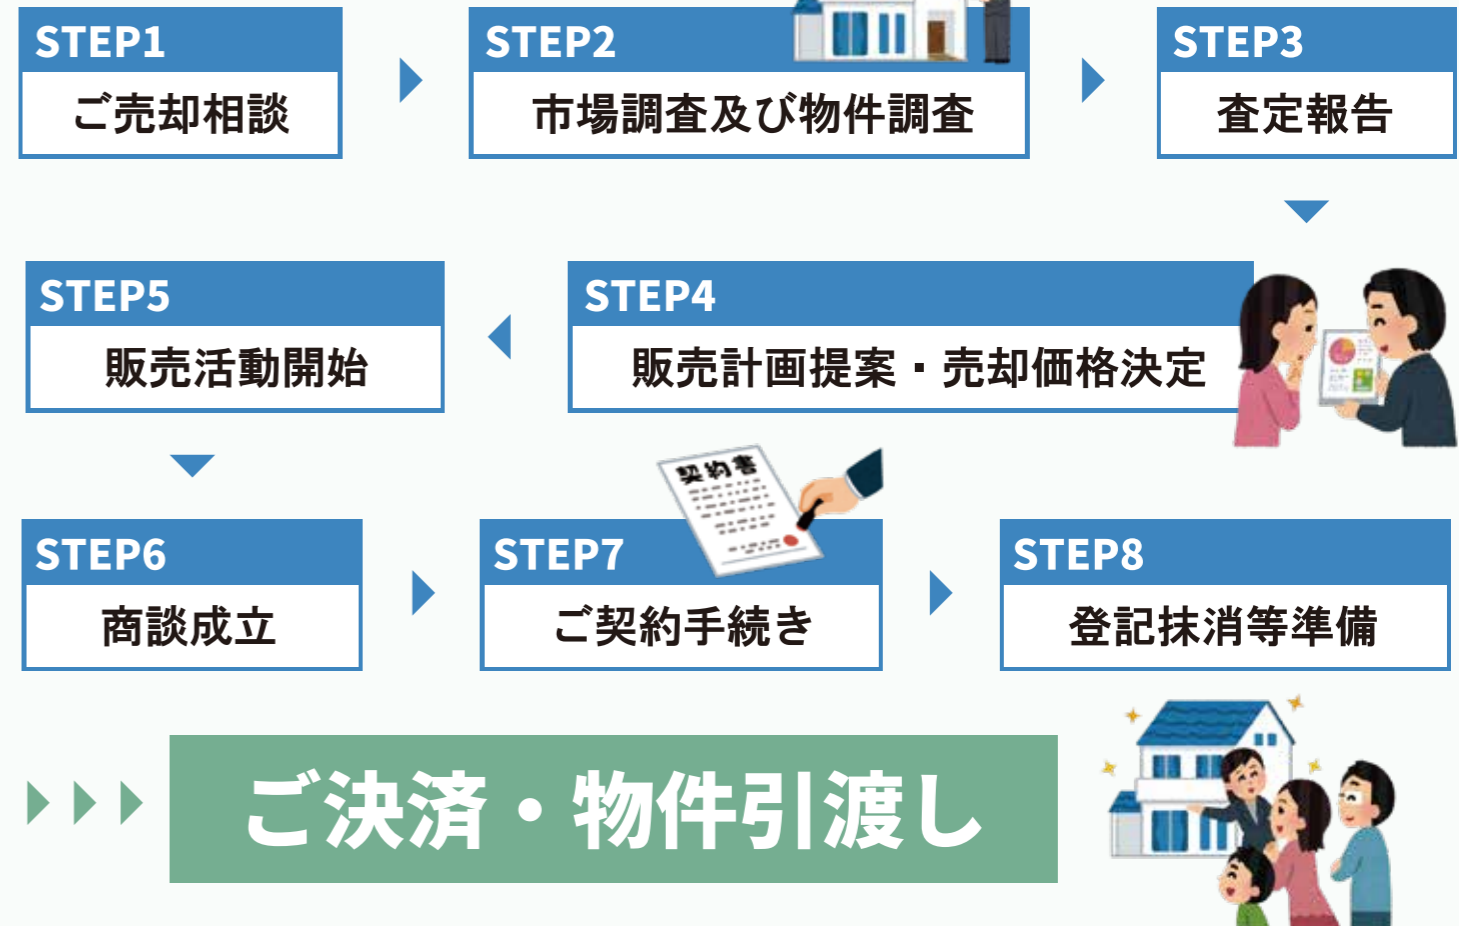 STEP1
ご売却相談
STEP2
市場調査及び物件調査
STEP3
査定報告
STEP4
販売計画提案・売却価格決定
STEP5
販売活動開始
STEP6
商談成立
STEP7
契約書
ご契約手続き
STEP8
登記抹消等準備
ご決済・物件引渡し